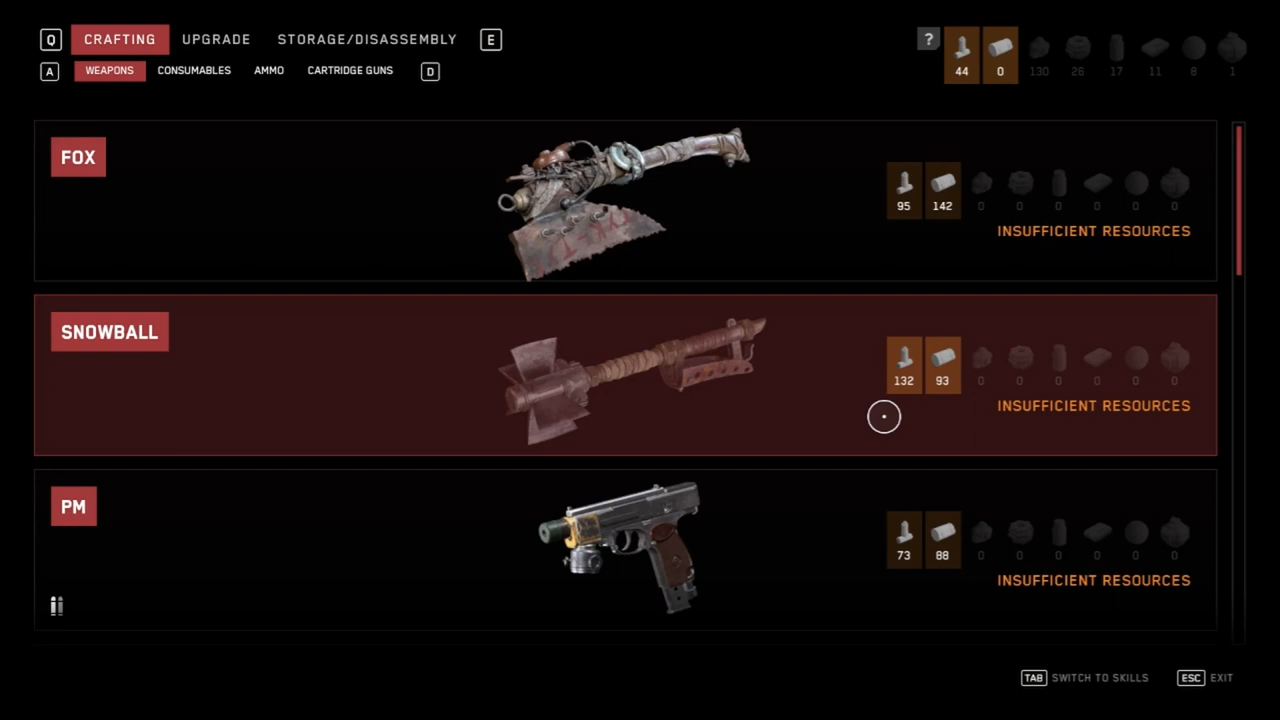 Q CRAFTING UPGRADE STORAGE/DISASSEMBLY E
A WEAPONS CONSUMABLES AMMO CARTRIDGE GUNS D
?
44 0 130 26 17 11 8 1
FOX
95 142 0 0 0 0 0 0
INSUFFICIENT RESOURCES
SNOWBALL
132 93 0 0 0 0 0 0
INSUFFICIENT RESOURCES
PM
73 88 0 0 0 0 0 0
INSUFFICIENT RESOURCES
TAB SWITCH TO SKILLS ESC EXIT